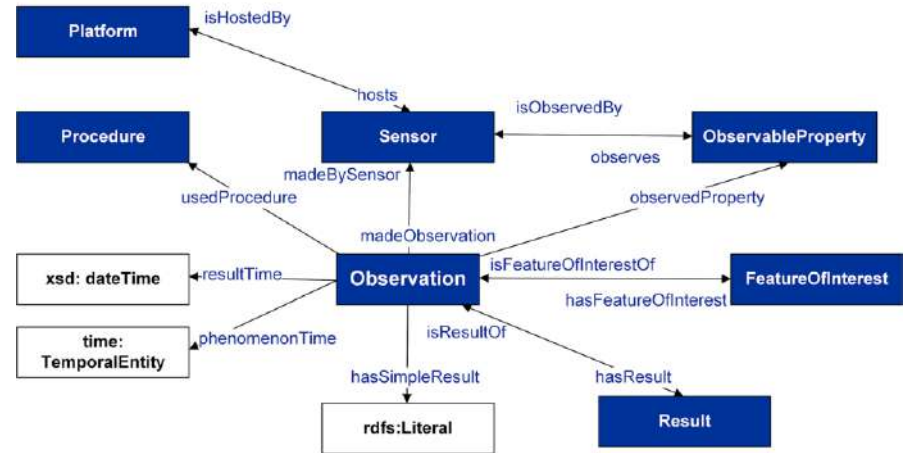 isHostedBy
Platform
hosts
isObservedBy
Procedure
Sensor
ObservableProperty
observes
madeBySensor
usedProcedure
observedProperty
madeObservation
xsd: dateTime
resultTime
Observation
isFeatureOfInterestOf
FeatureOfInterest
hasFeatureOfInterest
time:
TemporalEntity
phenomenonTime
isResultOf
hasSimpleResult
hasResult
rdfs:Literal
Result